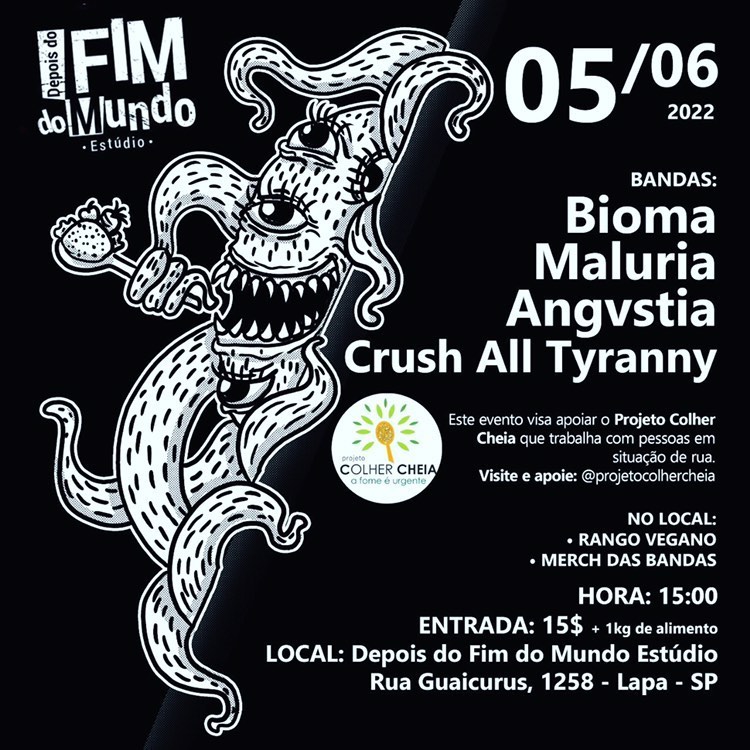 Depois do
FIM
do Mundo
• Estúdio •
05/06
2022
BANDAS:
Bioma
Maluria
Angvstia
Crush All Tyranny
projeto
COLHER CHEIA
a fome é urgente
Este evento visa apoiar o Projeto Colher
Cheia que trabalha com pessoas em
situação de rua.
Visite e apoie: @projetocolhercheia
NO LOCAL:
• RANGO VEGANO
• MERCH DAS BANDAS
HORA: 15:00
ENTRADA: 15$ + 1kg de alimento
LOCAL: Depois do Fim do Mundo Estúdio
Rua Guaicurus, 1258 - Lapa - SP